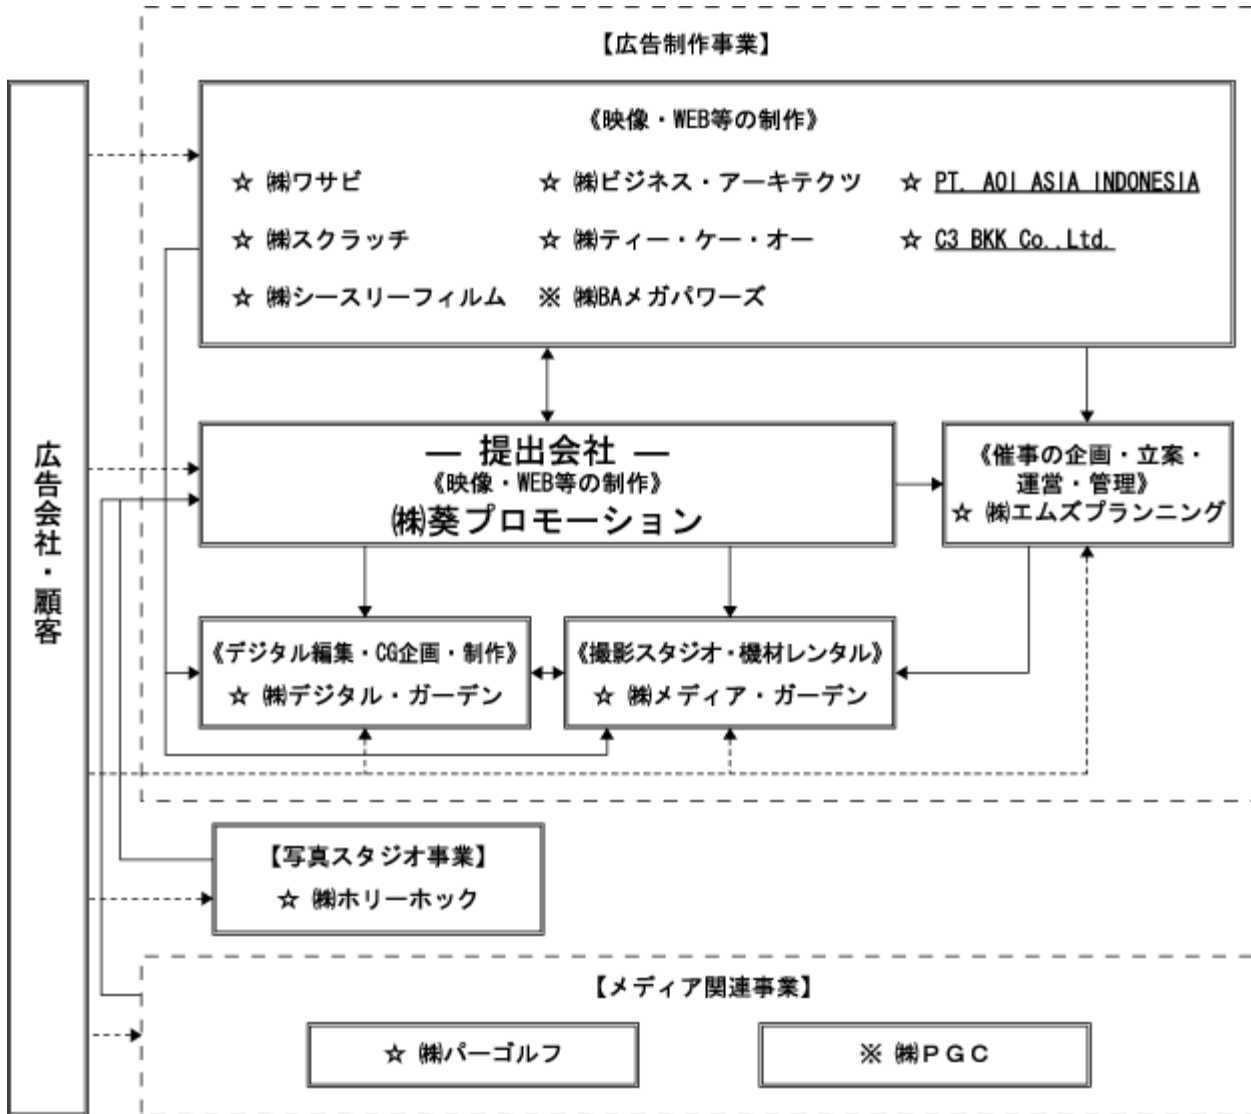 【広告制作事業】
《映像・WEB等の制作》
☆ ㈱ワサビ
☆ ㈱ビジネス・アーキテクツ
☆ PT. AOI ASIA INDONESIA
☆ ㈱スクラッチ
☆ ㈱ティー・ケー・オー
☆ C3 BKK Co.,Ltd.
☆ ㈱シースリーフィルム
※ ㈱BAメガパワーズ
広告会社・顧客
― 提出会社 ―
《映像・WEB等の制作》
㈱葵プロモーション
《催事の企画・立案・
運営・管理》
☆ ㈱エムズプランニング
《デジタル編集・CG企画・制作》
☆ ㈱デジタル・ガーデン
《撮影スタジオ・機材レンタル》
☆ ㈱メディア・ガーデン
【写真スタジオ事業】
☆ ㈱ホリーホック
【メディア関連事業】
☆ ㈱パーゴルフ
※ ㈱ＰＧＣ